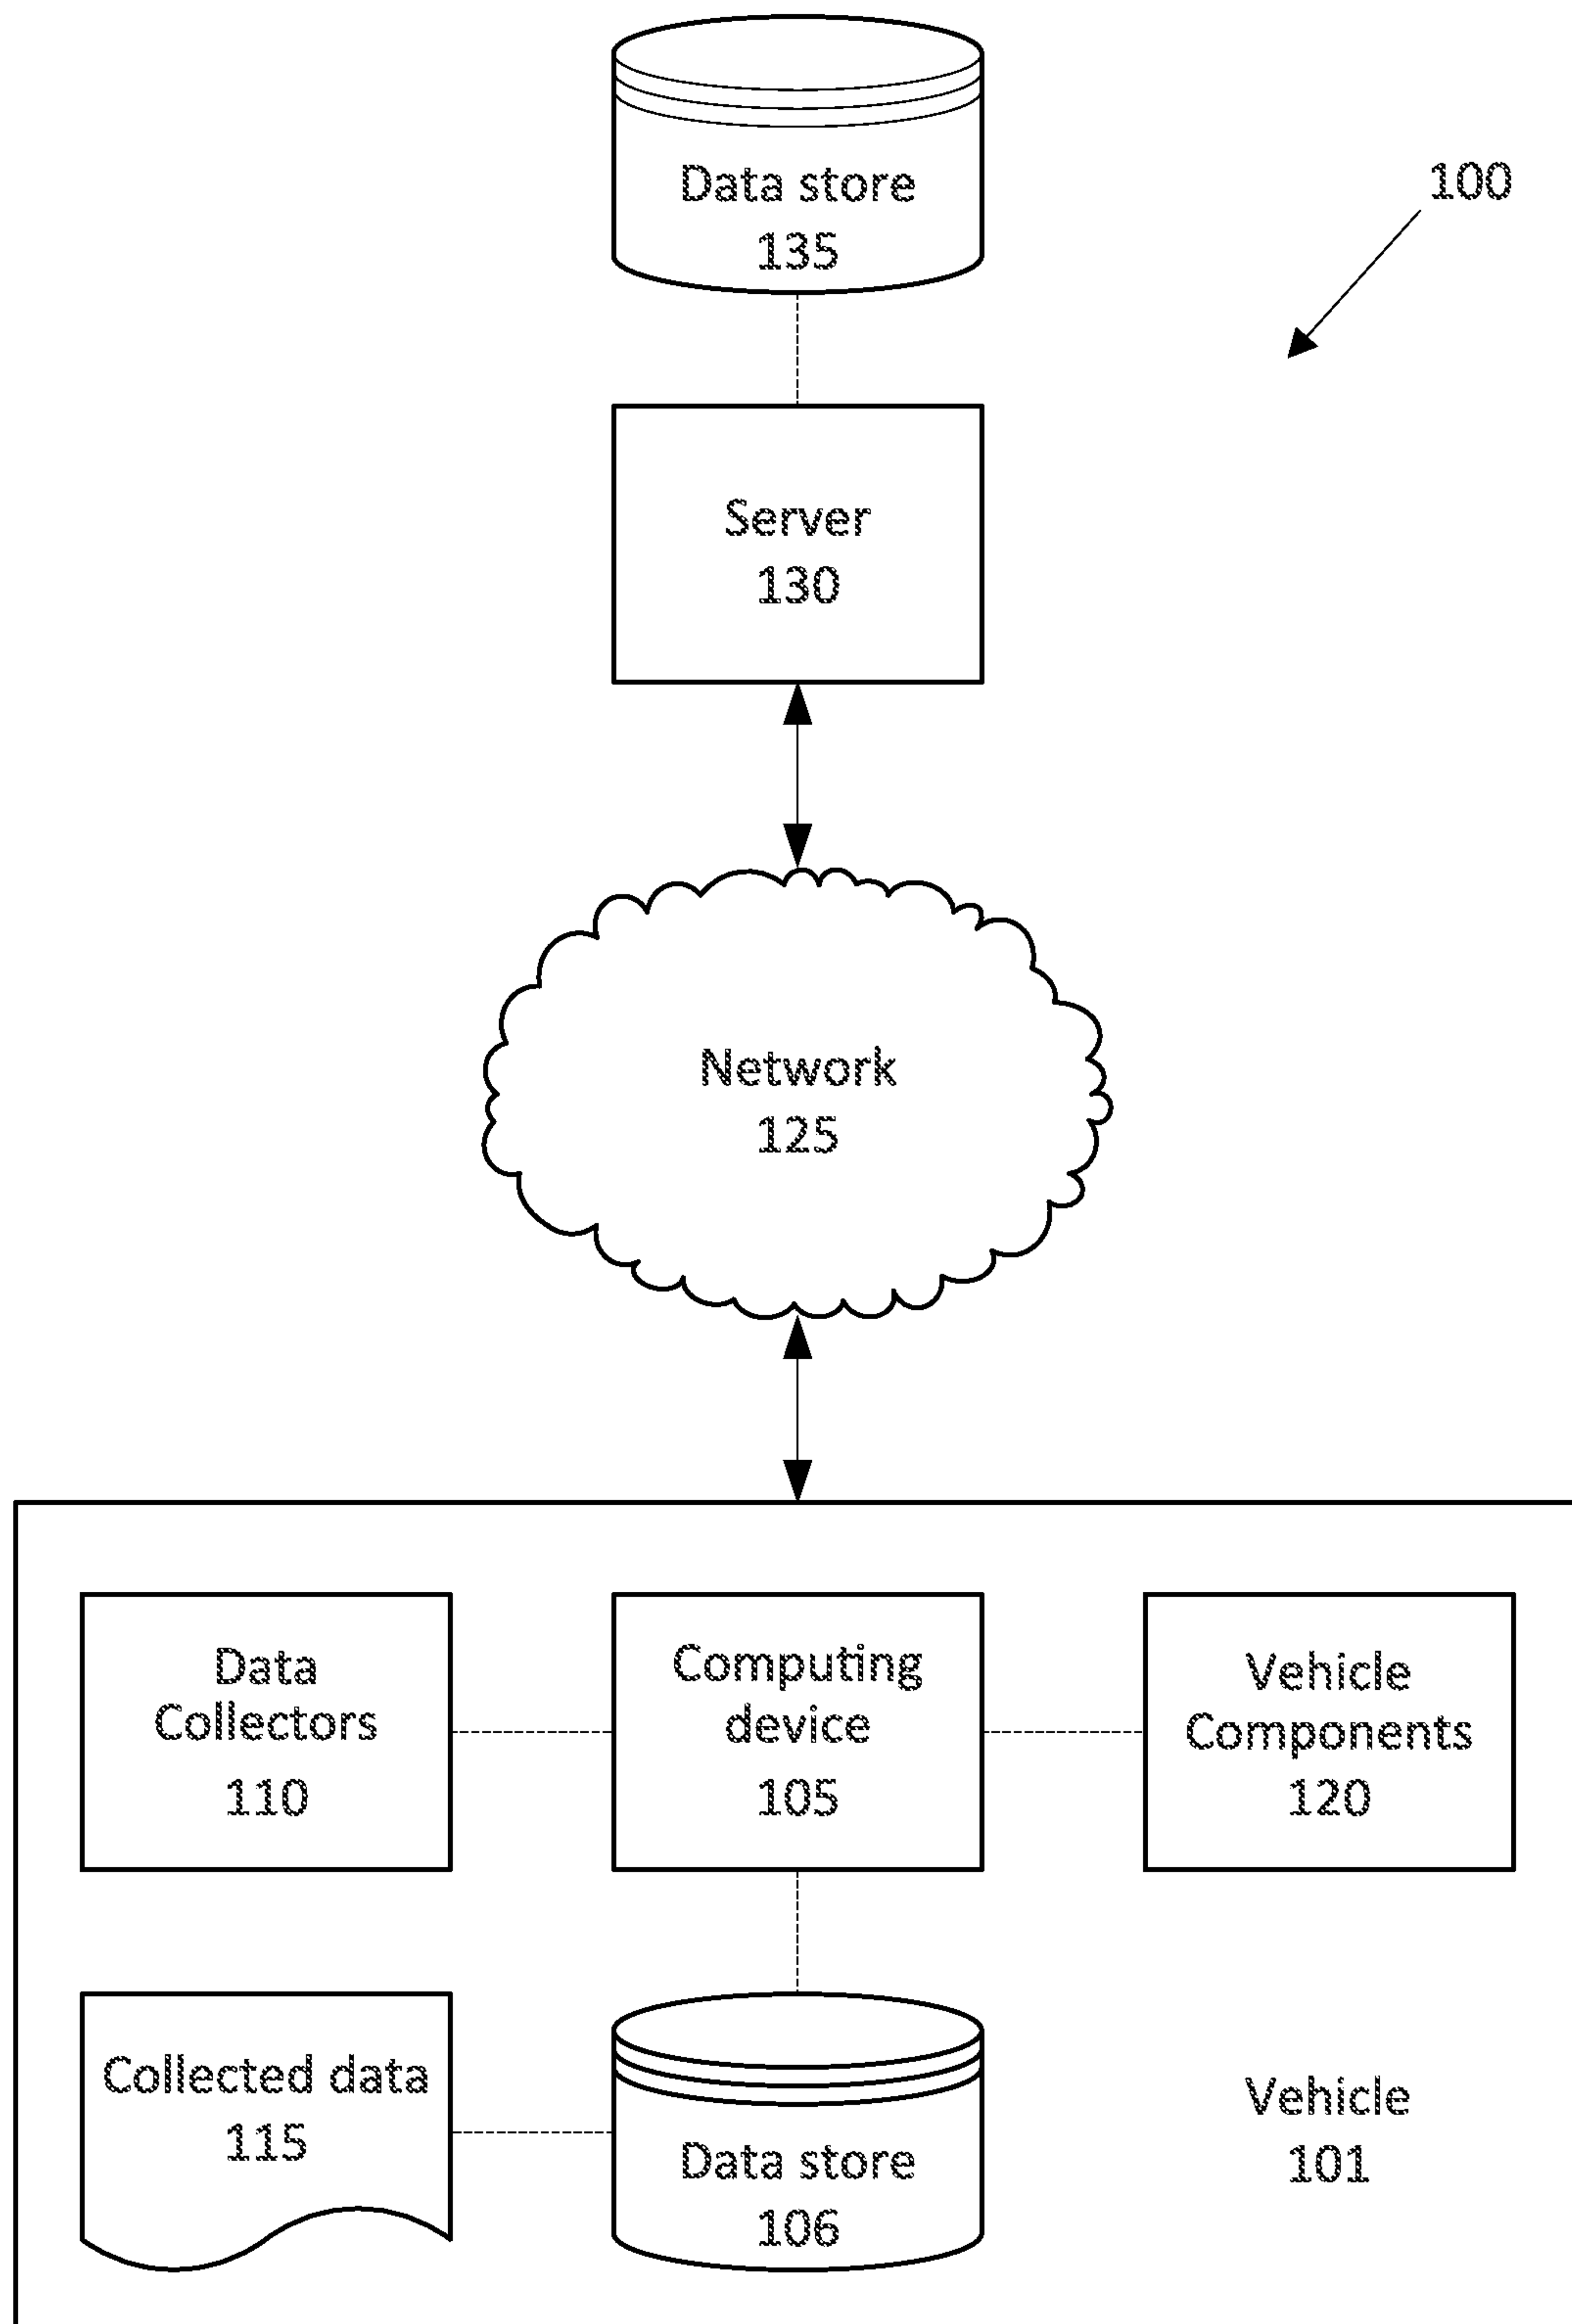 Data store
135
100
Server
130
Network
125
Data
Collectors
110
Computing
device
105
Vehicle
Components
120
Collected data
115
Data store
106
Vehicle
101